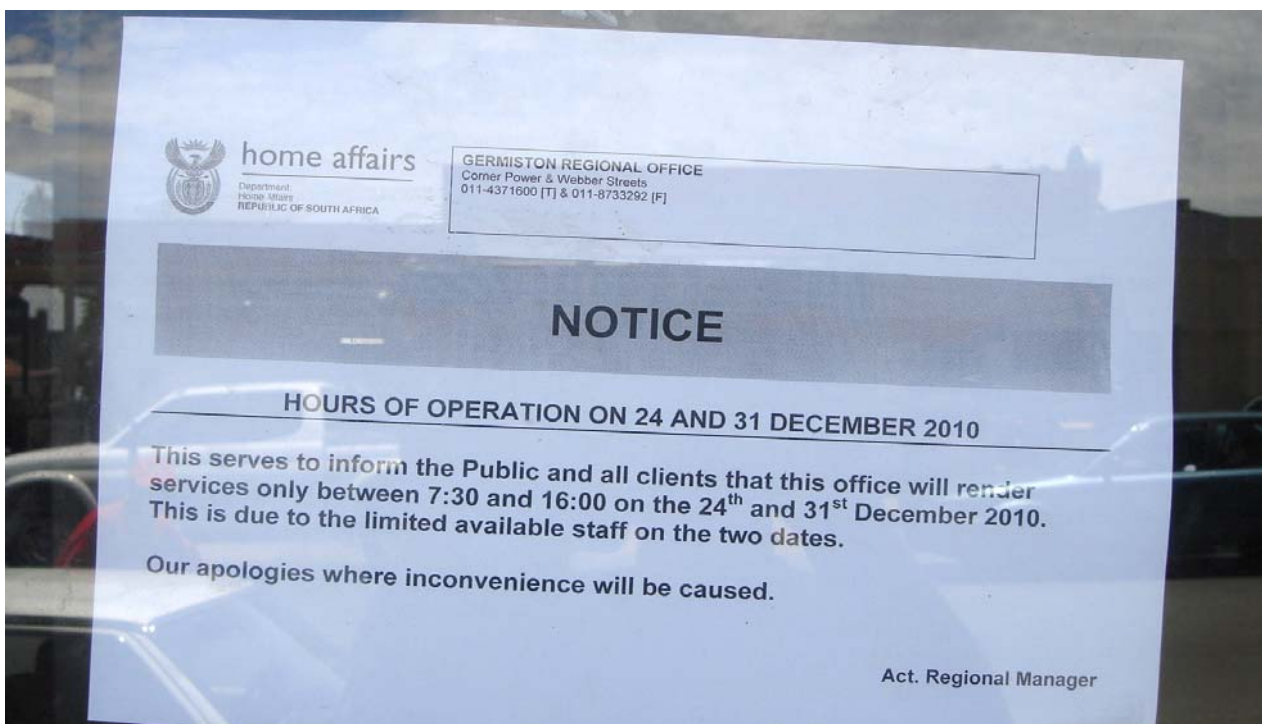 home affairs
Department:
Home Affairs
REPUBLIC OF SOUTH AFRICA
GERMISTON REGIONAL OFFICE
Corner Power & Webber Streets
011-4371600 [T] & 011-8733292 [F]
NOTICE
HOURS OF OPERATION ON 24 AND 31 DECEMBER 2010
This serves to inform the Public and all clients that this office will render
services only between 7:30 and 16:00 on the 24th and 31st December 2010.
This is due to the limited available staff on the two dates.
Our apologies where inconvenience will be caused.
Act. Regional Manager